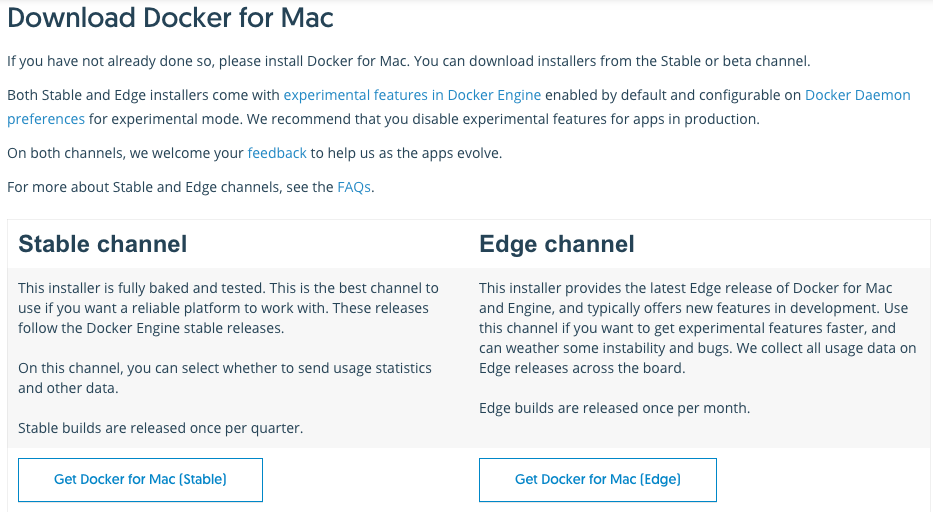 Download Docker for Mac
If you have not already done so, please install Docker for Mac. You can download installers from the Stable or beta channel.
Both Stable and Edge installers come with experimental features in Docker Engine enabled by default and configurable on Docker Daemon
preferences for experimental mode. We recommend that you disable experimental features for apps in production.
On both channels, we welcome your feedback to help us as the apps evolve.
For more about Stable and Edge channels, see the FAQs.
Stable channel
This installer is fully baked and tested. This is the best channel to
use if you want a reliable platform to work with. These releases
follow the Docker Engine stable releases.
On this channel, you can select whether to send usage statistics
and other data.
Stable builds are released once per quarter.
Get Docker for Mac (Stable)
Edge channel
This installer provides the latest Edge release of Docker for Mac
and Engine, and typically offers new features in development. Use
this channel if you want to get experimental features faster, and
can weather some instability and bugs. We collect all usage data on
Edge releases across the board.
Edge builds are released once per month.
Get Docker for Mac (Edge)